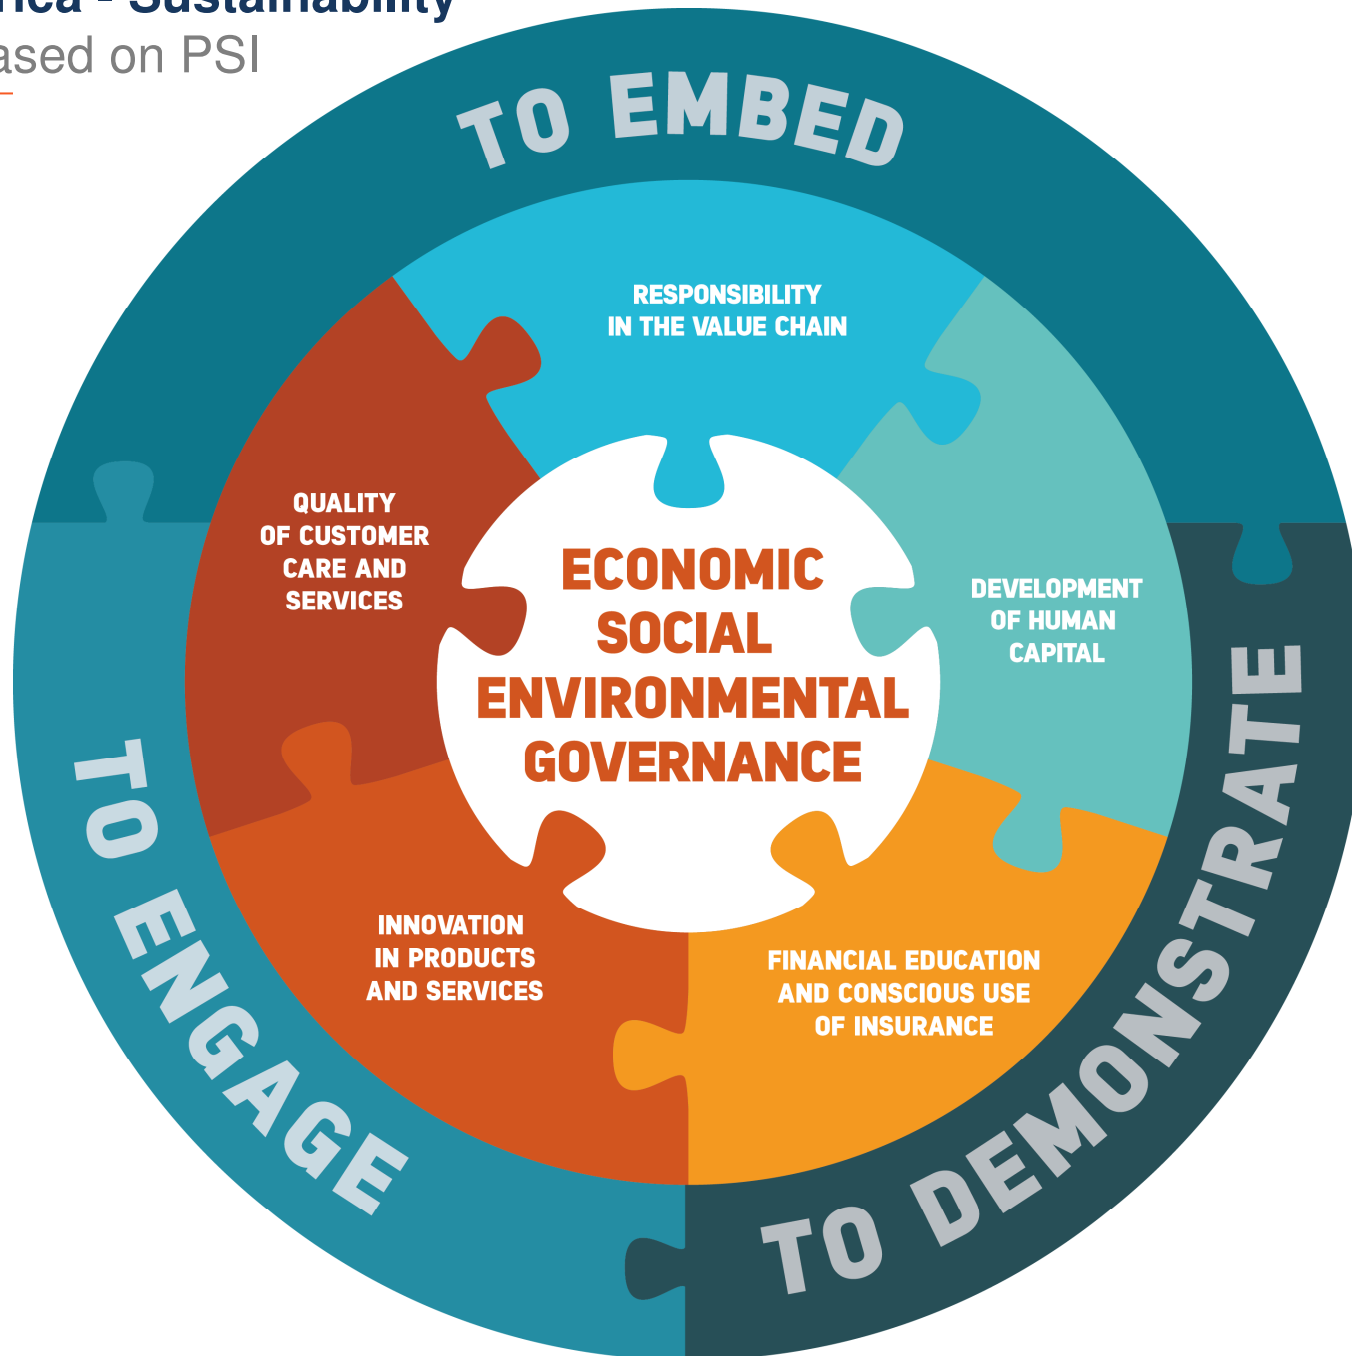 - Sustainability
ased on PSI
TO EMBED
RESPONSIBILITY
IN THE VALUE CHAIN
QUALITY
OF CUSTOMER
CARE AND
SERVICES
ECONOMIC
SOCIAL
ENVIRONMENTAL
GOVERNANCE
DEVELOPMENT
OF HUMAN
CAPITAL
INNOVATION
IN PRODUCTS
AND SERVICES
FINANCIAL EDUCATION
AND CONSCIOUS USE
OF INSURANCE
TO ENGAGE
TO DEMONSTRATE